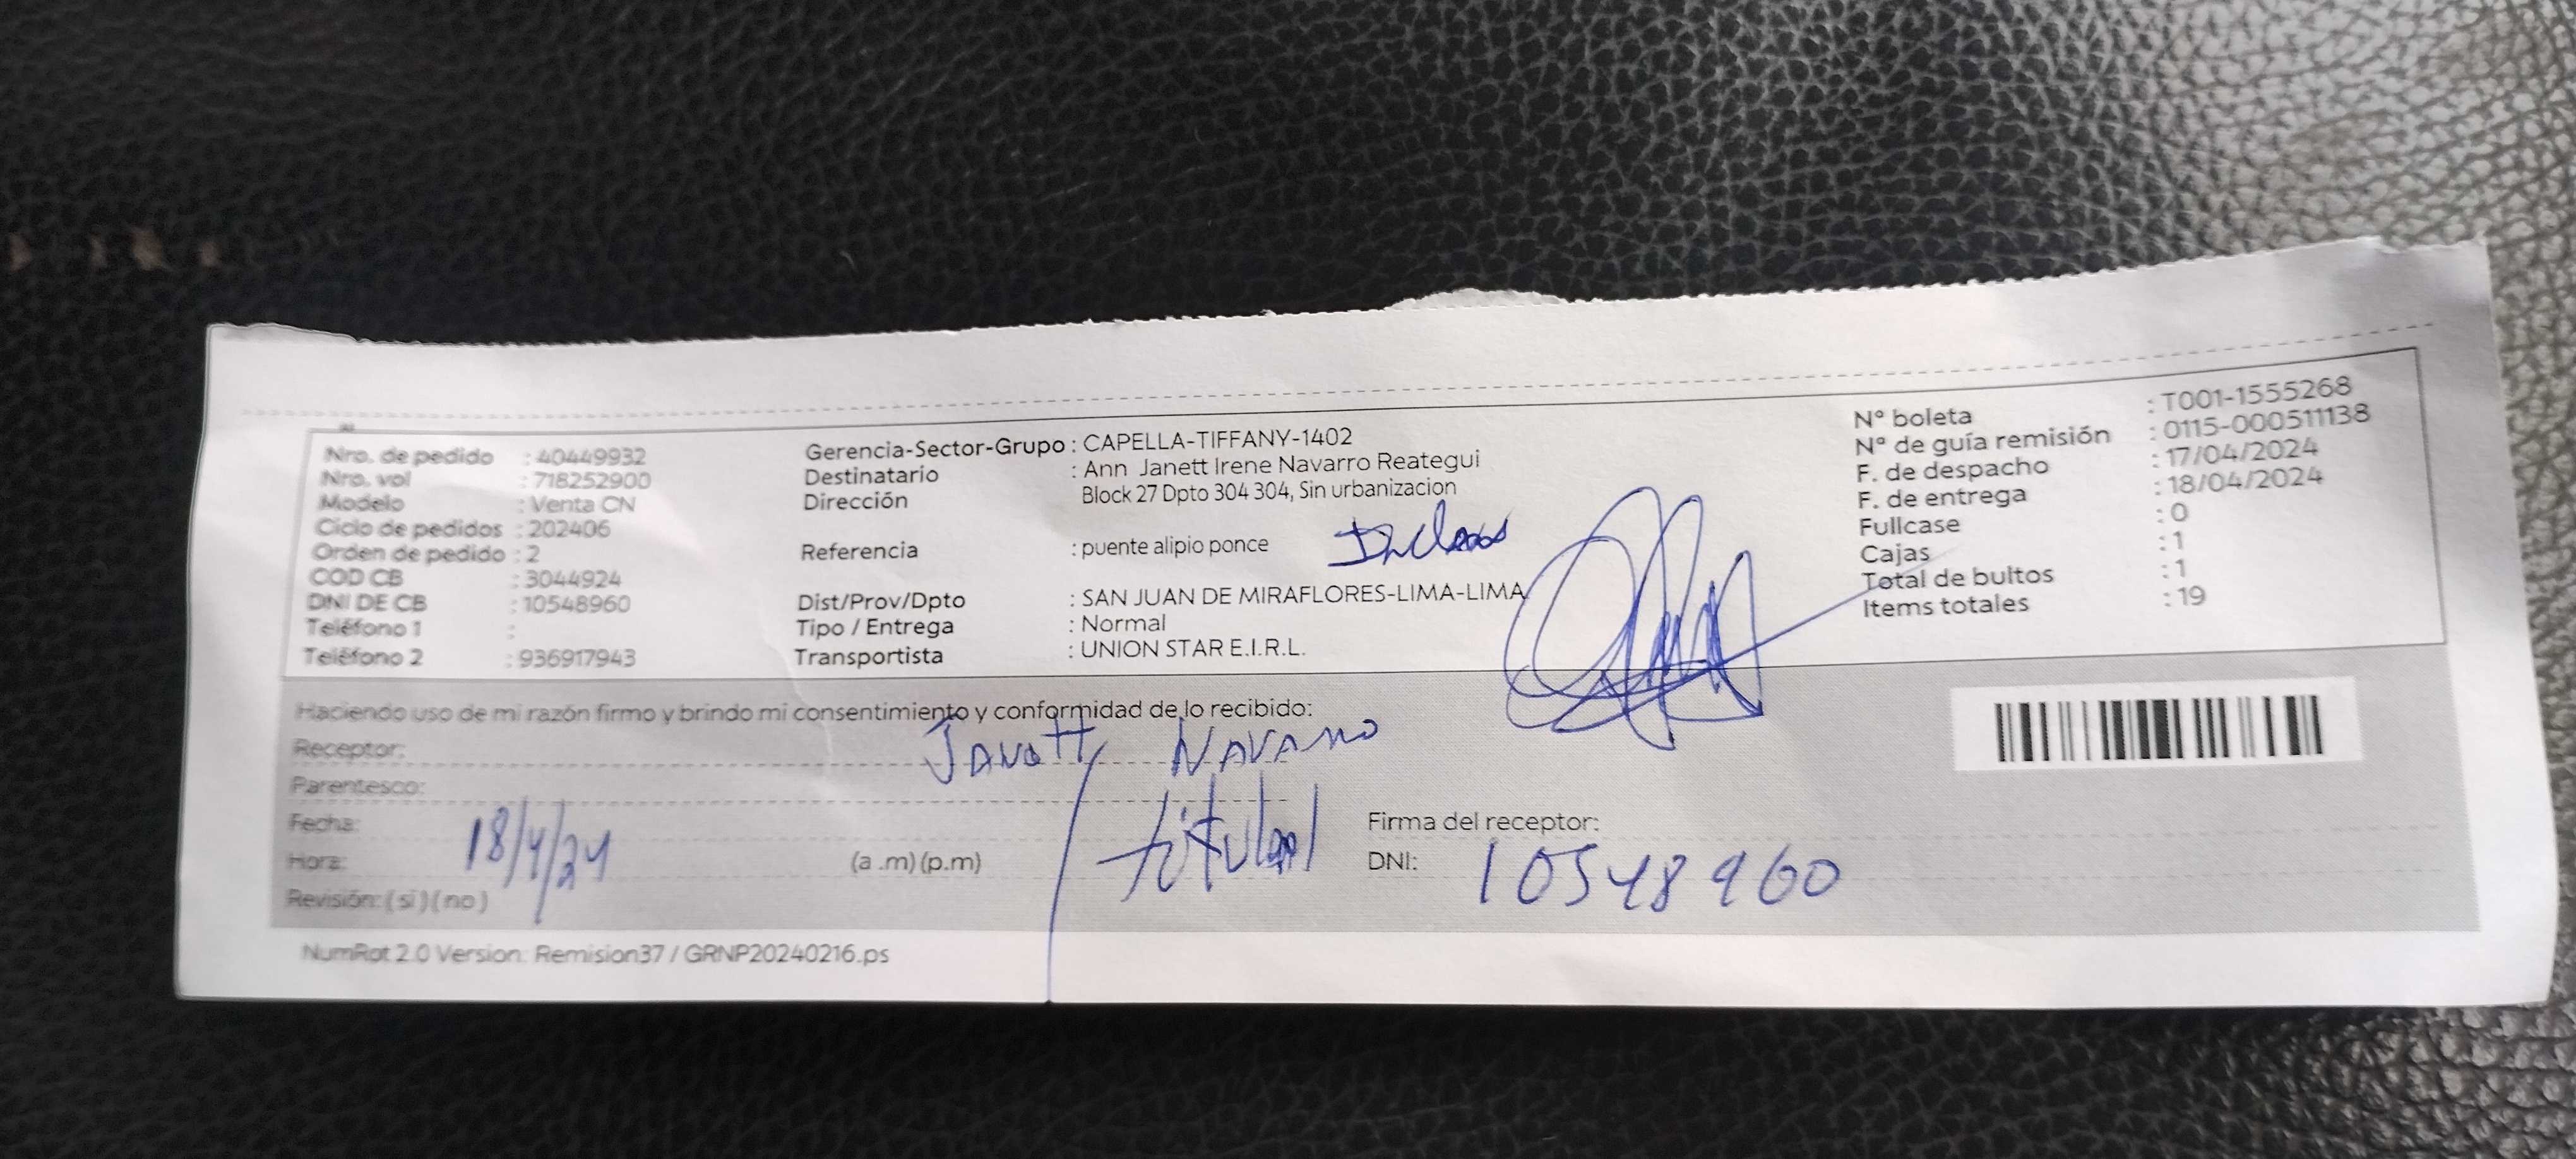 Nro. de pedido : 40449932
Nro. vol : 718252900
Modelo : Venta CN
Ciclo de pedidos : 202406
Orden de pedido : 2
COD CB : 3044924
DNI DE CB : 10548960
Teléfono 1 :
Teléfono 2 : 936917943
Gerencia-Sector-Grupo : CAPELLA-TIFFANY-1402
Destinatario : Ann Janett Irene Navarro Reategui
Dirección Block 27 Dpto 304 304, Sin urbanizacion
Referencia : puente alipio ponce
Dist/Prov/Dpto : SAN JUAN DE MIRAFLORES-LIMA-LIMA
Tipo / Entrega : Normal
Transportista : UNION STAR E.I.R.L.
N° boleta : T001-1555268
N° de guía remisión : 0115-000511138
F. de despacho : 17/04/2024
F. de entrega : 18/04/2024
Fullcase : 0
Cajas : 1
Total de bultos : 1
Items totales : 19
Haciendo uso de mi razón firmo y brindo mi consentimiento y conformidad de lo recibido:
Receptor: Janett Navarro
Parentesco: titular
Fecha: 18/4/24
Hora: (a .m) (p.m)
Revisión: ( si ) ( no )
Firma del receptor:
DNI: 10548960
NumRot 2.0 Version: Remision37 / GRNP20240216.ps